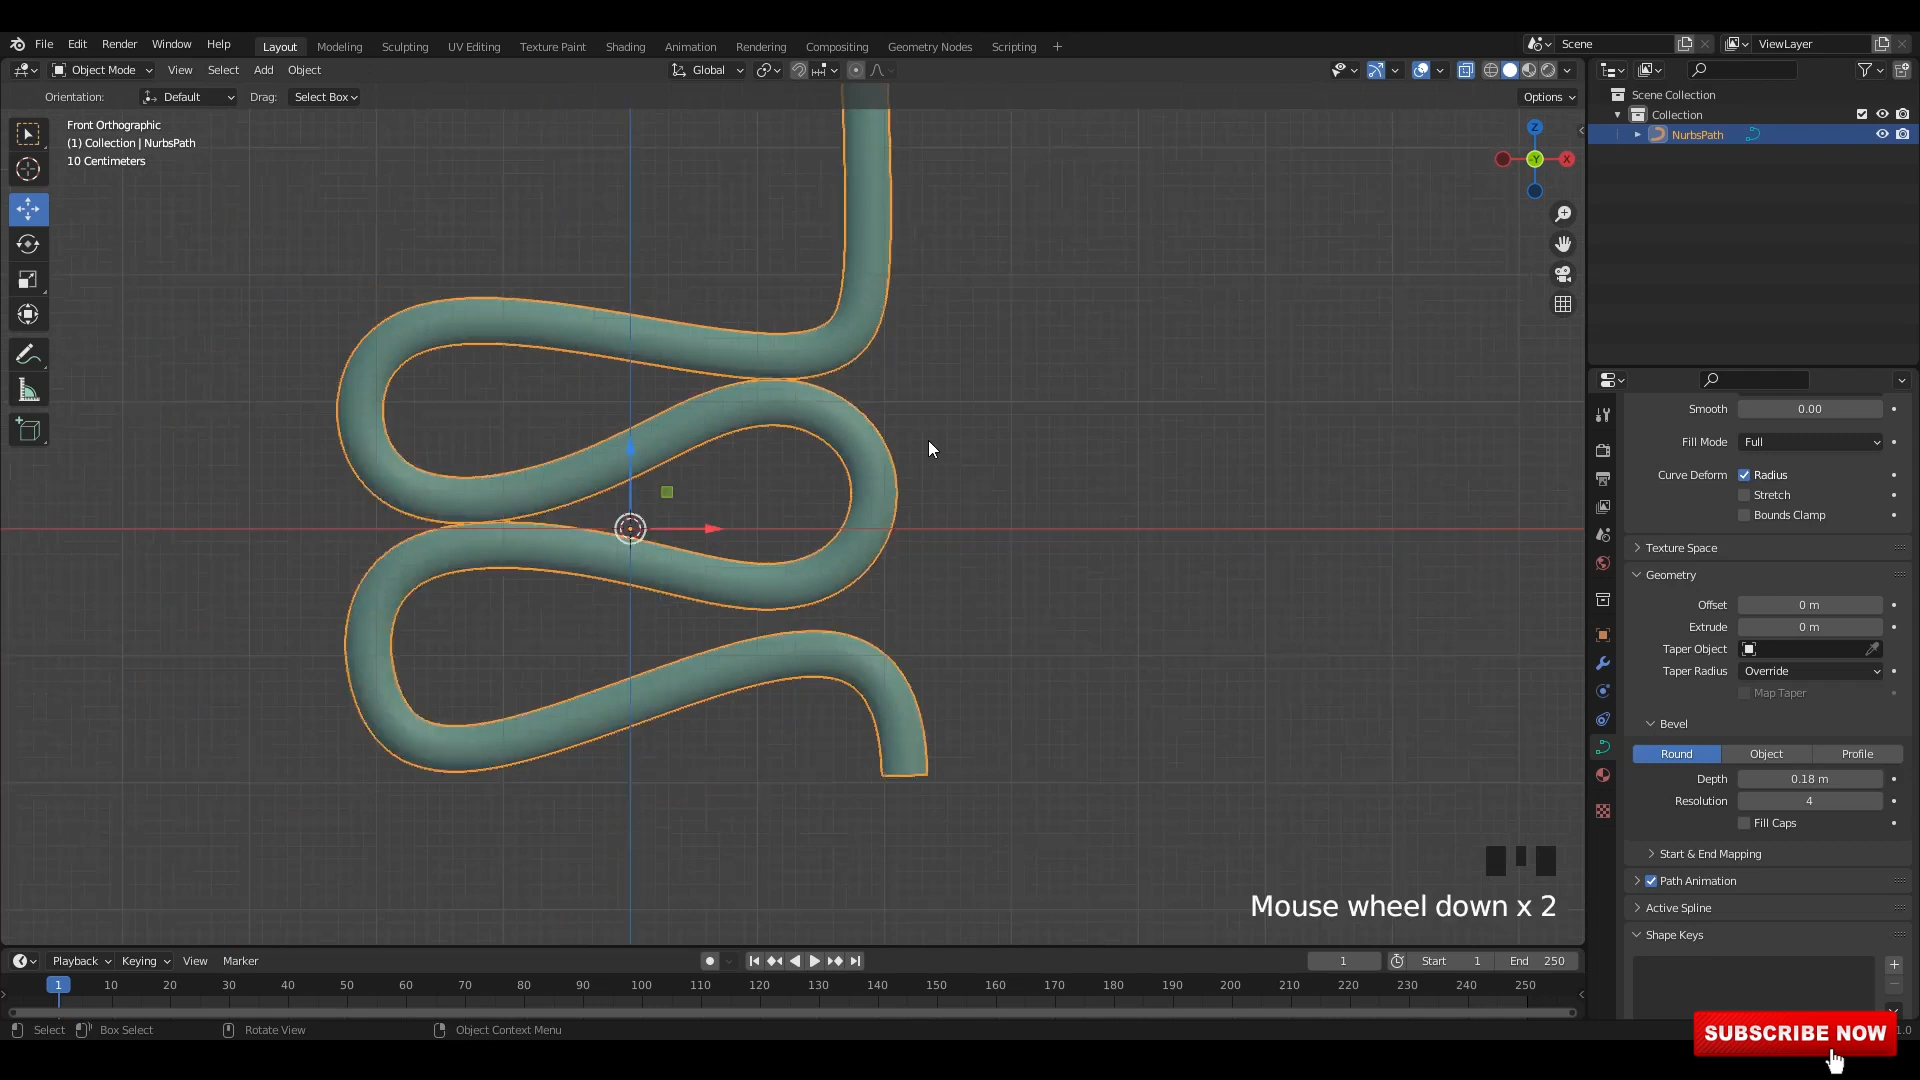 File Edit Render Window Help Layout Modeling Sculpting UV Editing Texture Paint Shading Animation Rendering Compositing Geometry Nodes Scripting + Scene ViewLayer
Object Mode View Select Add Object Global
Orientation: Default Drag: Select Box Options
Front Orthographic
(1) Collection | NurbsPath
10 Centimeters
Z
Y
X
Scene Collection
Collection
NurbsPath
Smooth 0.00
Fill Mode Full
Curve Deform Radius
Stretch
Bounds Clamp
Texture Space
Geometry
Offset 0 m
Extrude 0 m
Taper Object
Taper Radius Override
Map Taper
Bevel
Round Object Profile
Depth 0.18 m
Resolution 4
Fill Caps
Start & End Mapping
Path Animation
Active Spline
Shape Keys
Mouse wheel down x 2
Playback Keying View Marker 1 Start 1 End 250
1 10 20 30 40 50 60 70 80 90 100 110 120 130 140 150 160 170 180 190 200 210 220 230 240 250
Select Box Select Rotate View Object Context Menu
SUBSCRIBE NOW